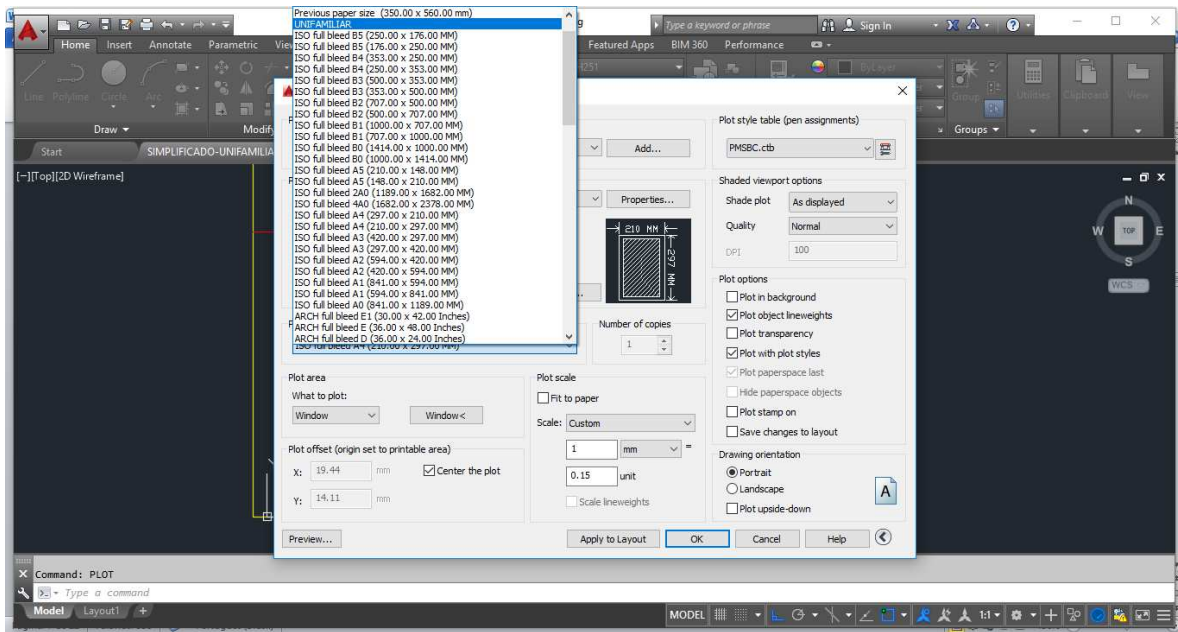 Type a keyword or phrase
Sign In
Home Insert Annotate Parametric
Featured Apps BIM 360 Performance
Line Polyline Circle Arc
ByLayer
Group Utilities Clipboard View
Draw
Modify
Groups
Start
SIMPLIFICADO-UNIFAMILIA
[−][Top][2D Wireframe]
N
W TOP E
S
WCS
Previous paper size (350.00 x 560.00 mm)
UNIFAMILIAR
ISO full bleed B5 (250.00 x 176.00 MM)
ISO full bleed B5 (176.00 x 250.00 MM)
ISO full bleed B4 (353.00 x 250.00 MM)
ISO full bleed B4 (250.00 x 353.00 MM)
ISO full bleed B3 (500.00 x 353.00 MM)
ISO full bleed B3 (353.00 x 500.00 MM)
ISO full bleed B2 (707.00 x 500.00 MM)
ISO full bleed B2 (500.00 x 707.00 MM)
ISO full bleed B1 (1000.00 x 707.00 MM)
ISO full bleed B1 (707.00 x 1000.00 MM)
ISO full bleed B0 (1414.00 x 1000.00 MM)
ISO full bleed B0 (1000.00 x 1414.00 MM)
ISO full bleed A5 (210.00 x 148.00 MM)
ISO full bleed A5 (148.00 x 210.00 MM)
ISO full bleed 2A0 (1189.00 x 1682.00 MM)
ISO full bleed 4A0 (1682.00 x 2378.00 MM)
ISO full bleed A4 (297.00 x 210.00 MM)
ISO full bleed A4 (210.00 x 297.00 MM)
ISO full bleed A3 (420.00 x 297.00 MM)
ISO full bleed A3 (297.00 x 420.00 MM)
ISO full bleed A2 (594.00 x 420.00 MM)
ISO full bleed A2 (420.00 x 594.00 MM)
ISO full bleed A1 (841.00 x 594.00 MM)
ISO full bleed A1 (594.00 x 841.00 MM)
ISO full bleed A0 (841.00 x 1189.00 MM)
ARCH full bleed E1 (30.00 x 42.00 Inches)
ARCH full bleed E (36.00 x 48.00 Inches)
ARCH full bleed D (36.00 x 24.00 Inches)
ISO full bleed A4 (210.00 x 297.00 MM)
Add...
Properties...
210 MM
297 MM
Number of copies
1
Plot area
What to plot:
Window
Window<
Plot offset (origin set to printable area)
X: 19.44 mm
Center the plot
Y: 14.11 mm
Plot scale
Fit to paper
Scale: Custom
1 mm =
0.15 unit
Scale lineweights
Plot style table (pen assignments)
PMSBC.ctb
Shaded viewport options
Shade plot As displayed
Quality Normal
DPI 100
Plot options
Plot in background
Plot object lineweights
Plot transparency
Plot with plot styles
Plot paperspace last
Hide paperspace objects
Plot stamp on
Save changes to layout
Drawing orientation
Portrait
Landscape
Plot upside-down
A
Preview... Apply to Layout OK Cancel Help
Command: PLOT
Type a command
Model Layout1 +
MODEL
1:1